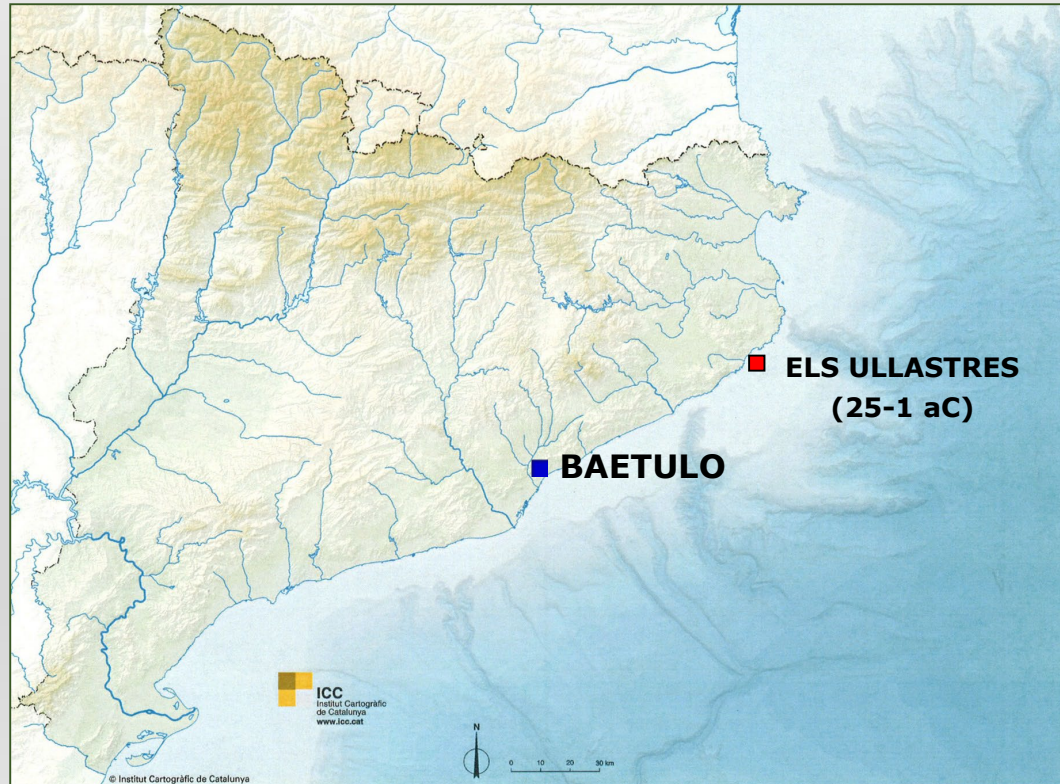 ELS ULLASTRES
(25-1 aC)
BAETULO
ICC
Institut Cartogràfic
de Catalunya
www.icc.cat
N
0 10 20 30 km
© Institut Cartogràfic de Catalunya